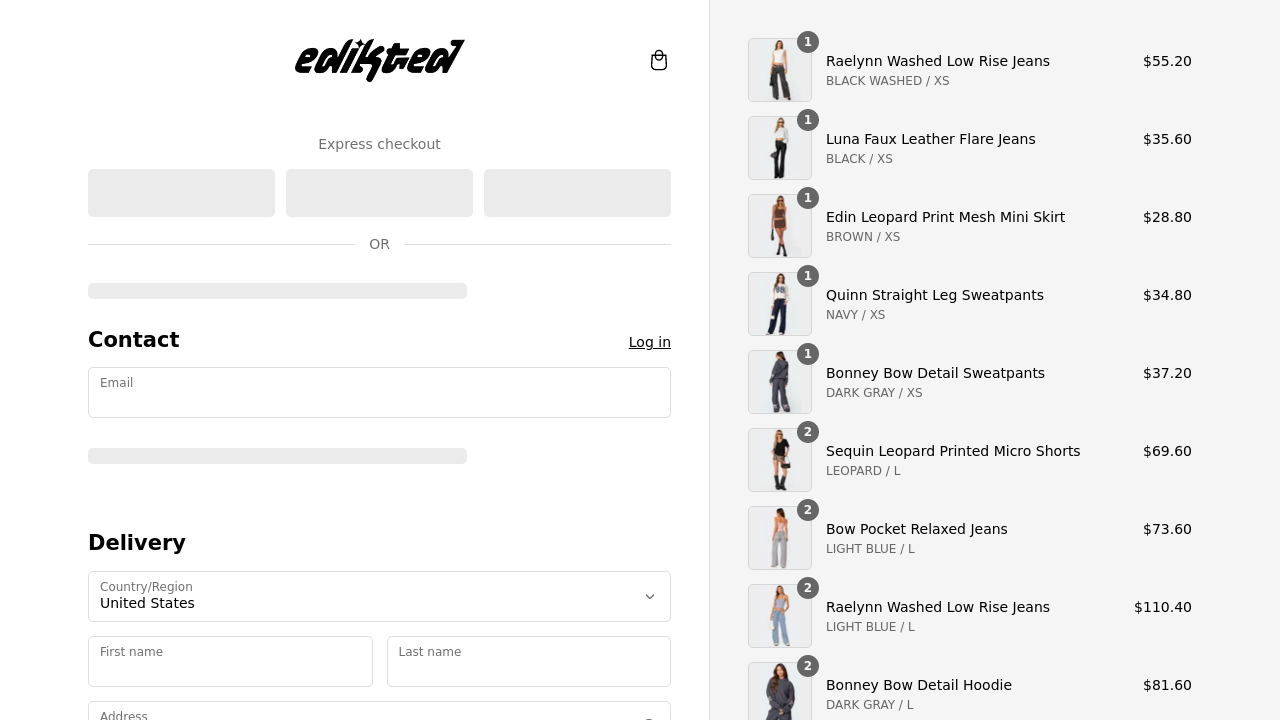 edikted
Express checkout
OR
Contact
Log in
Email
Delivery
Country/Region
United States
First name
Last name
Address
1
Raelynn Washed Low Rise Jeans
$55.20
BLACK WASHED / XS
1
Luna Faux Leather Flare Jeans
$35.60
BLACK / XS
1
Edin Leopard Print Mesh Mini Skirt
$28.80
BROWN / XS
1
Quinn Straight Leg Sweatpants
$34.80
NAVY / XS
1
Bonney Bow Detail Sweatpants
$37.20
DARK GRAY / XS
2
Sequin Leopard Printed Micro Shorts
$69.60
LEOPARD / L
2
Bow Pocket Relaxed Jeans
$73.60
LIGHT BLUE / L
2
Raelynn Washed Low Rise Jeans
$110.40
LIGHT BLUE / L
2
Bonney Bow Detail Hoodie
$81.60
DARK GRAY / L